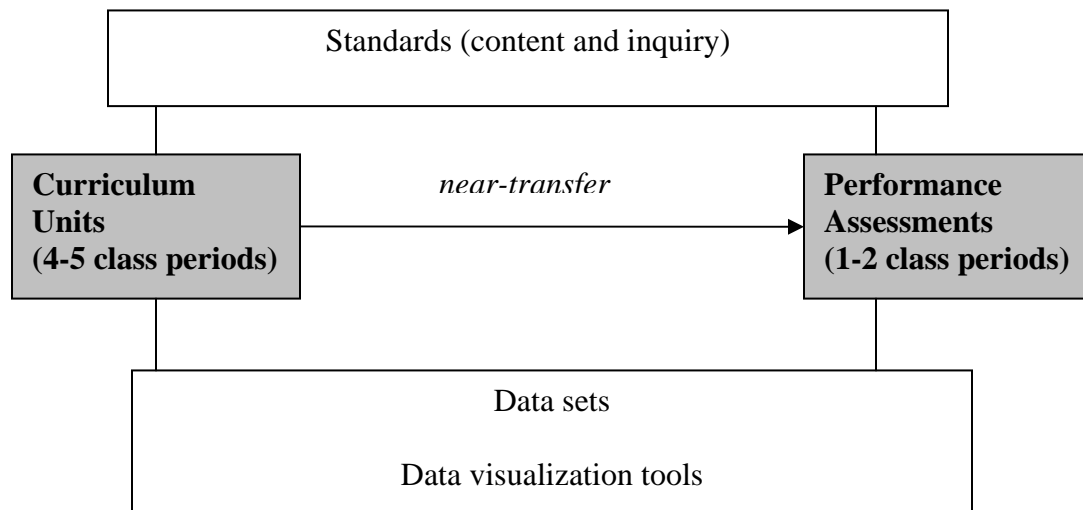 Standards (content and inquiry)
Curriculum
Units
(4-5 class periods)
near-transfer
Performance
Assessments
(1-2 class periods)
Data sets
Data visualization tools